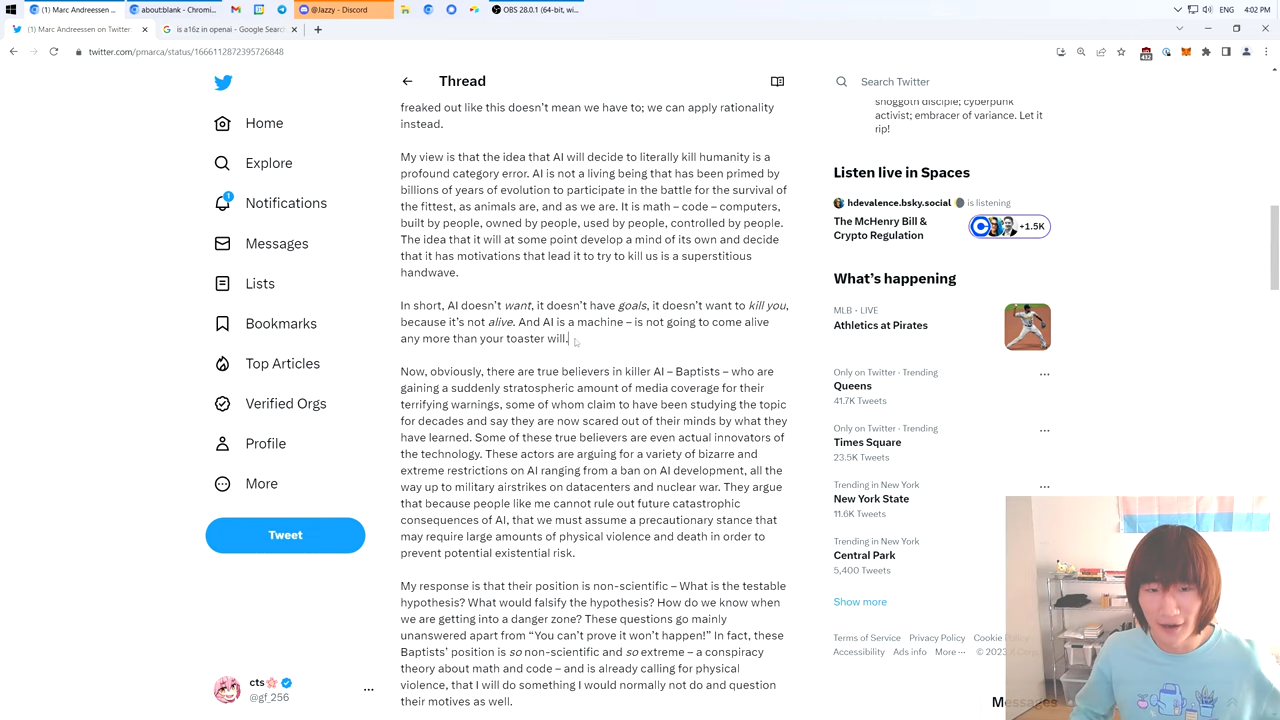 (1) Marc Andreessen ...
about:blank - Chromi...
@Jazzy - Discord
OBS 28.0.1 (64-bit, wi...
ENG
4:02 PM
(1) Marc Andreessen on Twitter:
is a16z in openai - Google Search
twitter.com/pmarca/status/1666112872395726848
432
Thread
Search Twitter
Home
Explore
1
Notifications
Messages
Lists
Bookmarks
Top Articles
Verified Orgs
Profile
More
Tweet
cts🌸
@gf_256
freaked out like this doesn’t mean we have to; we can apply rationality
instead.
My view is that the idea that AI will decide to literally kill humanity is a
profound category error. AI is not a living being that has been primed by
billions of years of evolution to participate in the battle for the survival of
the fittest, as animals are, and as we are. It is math – code – computers,
built by people, owned by people, used by people, controlled by people.
The idea that it will at some point develop a mind of its own and decide
that it has motivations that lead it to try to kill us is a superstitious
handwave.
In short, AI doesn’t want, it doesn’t have goals, it doesn’t want to kill you,
because it’s not alive. And AI is a machine – is not going to come alive
any more than your toaster will.
Now, obviously, there are true believers in killer AI – Baptists – who are
gaining a suddenly stratospheric amount of media coverage for their
terrifying warnings, some of whom claim to have been studying the topic
for decades and say they are now scared out of their minds by what they
have learned. Some of these true believers are even actual innovators of
the technology. These actors are arguing for a variety of bizarre and
extreme restrictions on AI ranging from a ban on AI development, all the
way up to military airstrikes on datacenters and nuclear war. They argue
that because people like me cannot rule out future catastrophic
consequences of AI, that we must assume a precautionary stance that
may require large amounts of physical violence and death in order to
prevent potential existential risk.
My response is that their position is non-scientific – What is the testable
hypothesis? What would falsify the hypothesis? How do we know when
we are getting into a danger zone? These questions go mainly
unanswered apart from “You can’t prove it won’t happen!” In fact, these
Baptists’ position is so non-scientific and so extreme – a conspiracy
theory about math and code – and is already calling for physical
violence, that I will do something I would normally not do and question
their motives as well.
shoggoth disciple; cyberpunk
activist; embracer of variance. Let it
rip!
Listen live in Spaces
hdevalence.bsky.social is listening
The McHenry Bill &
Crypto Regulation
+1.5K
What’s happening
MLB · LIVE
Athletics at Pirates
Only on Twitter · Trending
Queens
41.7K Tweets
Only on Twitter · Trending
Times Square
23.5K Tweets
Trending in New York
New York State
11.6K Tweets
Trending in New York
Central Park
5,400 Tweets
Show more
Terms of Service Privacy Policy Cookie
Accessibility Ads info More ··· © 2023 X Corp
Messages